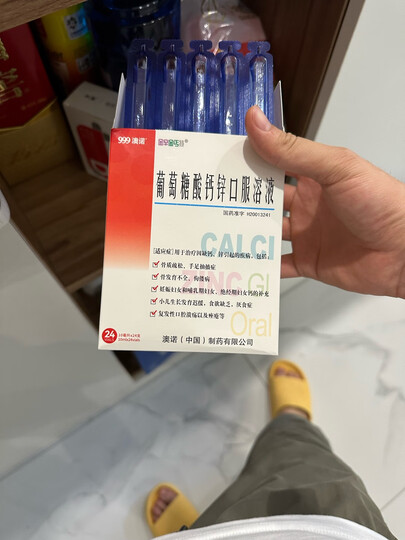 999 澳诺
葡萄糖酸钙锌口服溶液
国药准字 H20013241
CALCI
ZINC GL
Oral
[适应症] 用于治疗因缺钙、锌引起的疾病，包括：
骨质疏松，手足抽搐症
骨发育不全，佝偻病
妊娠妇女和哺乳期妇女、绝经期妇女钙的补充
小儿生长发育迟缓，食欲缺乏，厌食症
复发性口腔溃疡以及痤疮等
24
澳诺（中国）制药有限公司